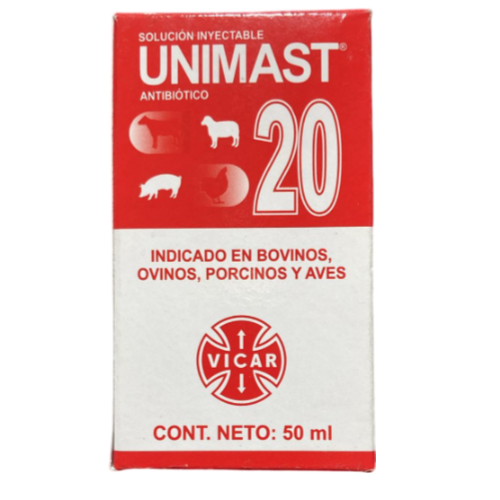 SOLUCIÓN INYECTABLE
UNIMAST®
ANTIBIÓTICO
20
INDICADO EN BOVINOS,
OVINOS, PORCINOS Y AVES
VICAR
CONT. NETO: 50 ml